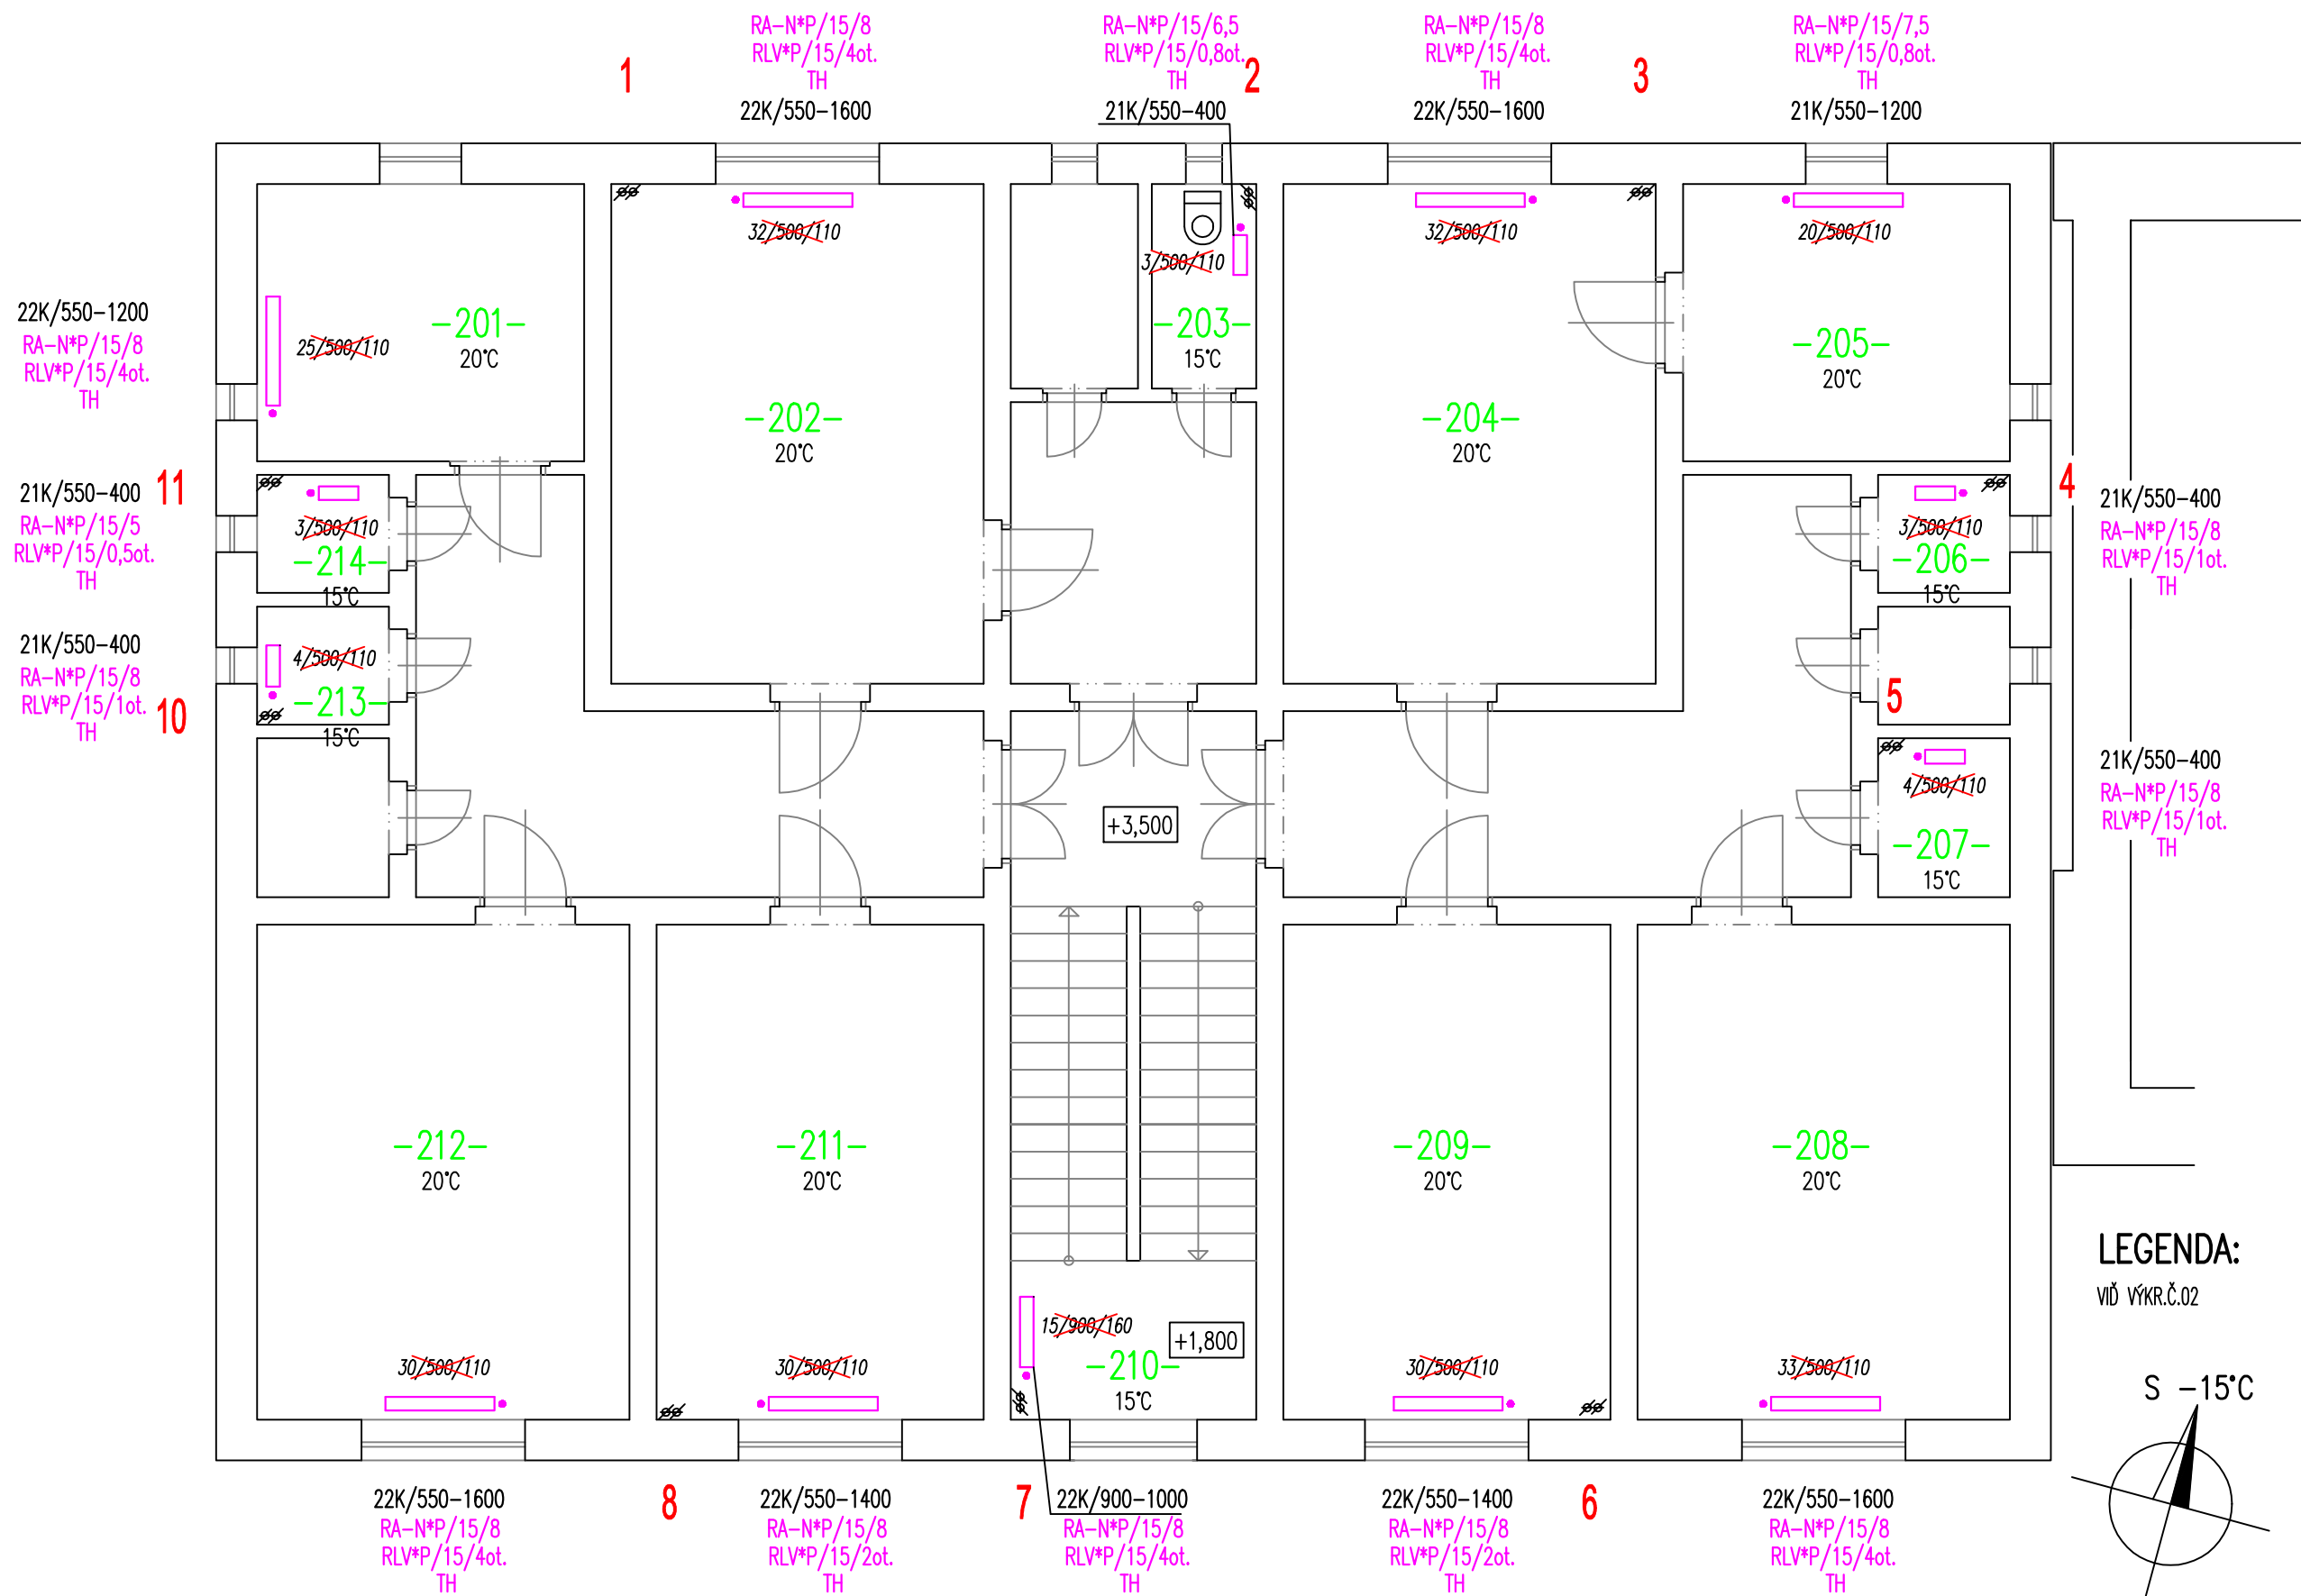 RA-N*P/15/8
RLV*P/15/4ot.
TH
22K/550-1600
RA-N*P/15/6,5
RLV*P/15/0,8ot.
TH
21K/550-400
RA-N*P/15/8
RLV*P/15/4ot.
TH
22K/550-1600
RA-N*P/15/7,5
RLV*P/15/0,8ot.
TH
21K/550-1200
1
2
3
32/500/110
3/500/110
32/500/110
20/500/110
22K/550-1200
RA-N*P/15/8
RLV*P/15/4ot.
TH
25/500/110
-201-
20°C
-202-
20°C
-203-
15°C
-204-
20°C
-205-
20°C
11
21K/550-400
RA-N*P/15/5
RLV*P/15/0,5ot.
TH
3/500/110
-214-
15°C
3/500/110
-206-
15°C
4
21K/550-400
RA-N*P/15/8
RLV*P/15/1ot.
TH
21K/550-400
RA-N*P/15/8
RLV*P/15/1ot.
TH
10
4/500/110
-213-
15°C
5
4/500/110
-207-
15°C
21K/550-400
RA-N*P/15/8
RLV*P/15/1ot.
TH
+3,500
-212-
20°C
-211-
20°C
-209-
20°C
-208-
20°C
LEGENDA:
VIĎ VÝKR.Č.02
15/900/160
+1,800
-210-
15°C
30/500/110
30/500/110
30/500/110
33/500/110
S -15°C
8
7
6
22K/550-1600
RA-N*P/15/8
RLV*P/15/4ot.
TH
22K/550-1400
RA-N*P/15/8
RLV*P/15/2ot.
TH
22K/900-1000
RA-N*P/15/8
RLV*P/15/4ot.
TH
22K/550-1400
RA-N*P/15/8
RLV*P/15/2ot.
TH
22K/550-1600
RA-N*P/15/8
RLV*P/15/4ot.
TH